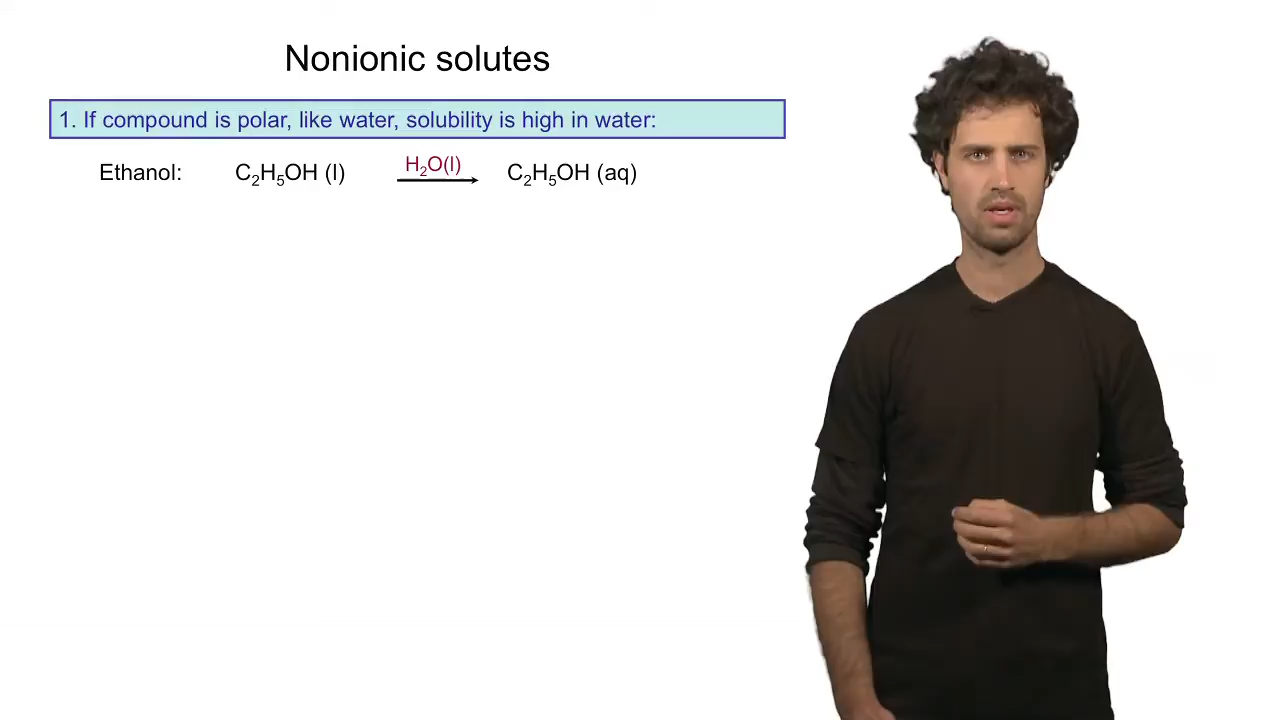 Nonionic solutes
1. If compound is polar, like water, solubility is high in water:
Ethanol: C₂H₅OH (l) H₂O(l) → C₂H₅OH (aq)